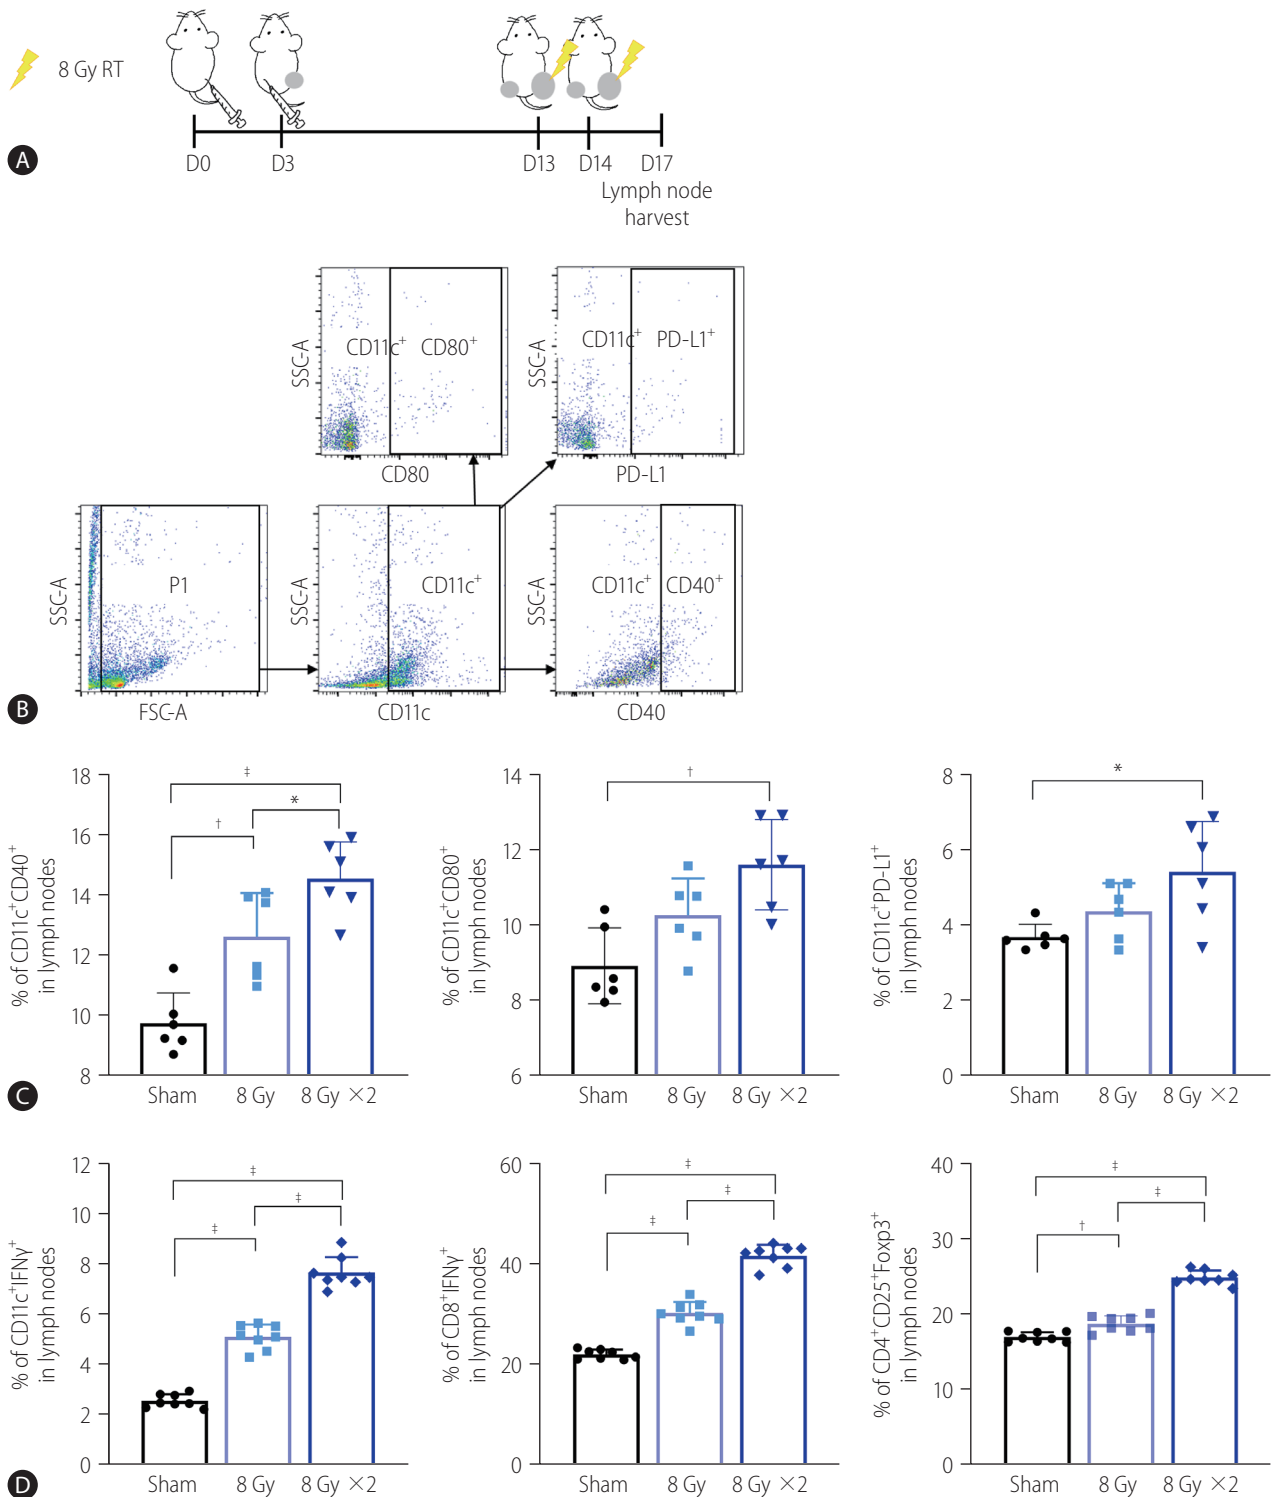 8 Gy RT
D0
D3
D13
D14
D17
Lymph node
harvest
A
SSC-A
CD11c⁺
CD80⁺
CD80
SSC-A
CD11c⁺
PD-L1⁺
PD-L1
SSC-A
P1
FSC-A
SSC-A
CD11c⁺
CD11c
SSC-A
CD11c⁺
CD40⁺
CD40
B
% of CD11c⁺CD40⁺
in lymph nodes
18
16
14
12
10
8
‡
*
†
Sham
8 Gy
8 Gy ×2
% of CD11c⁺CD80⁺
in lymph nodes
14
12
10
8
6
†
Sham
8 Gy
8 Gy ×2
% of CD11c⁺PD-L1⁺
in lymph nodes
8
6
4
2
0
*
Sham
8 Gy
8 Gy ×2
C
% of CD11c⁺IFNγ⁺
in lymph nodes
12
10
8
6
4
2
0
‡
‡
‡
Sham
8 Gy
8 Gy ×2
% of CD8⁺IFNγ⁺
in lymph nodes
60
40
20
0
‡
‡
‡
Sham
8 Gy
8 Gy ×2
% of CD4⁺CD25⁺Foxp3⁺
in lymph nodes
40
30
20
10
0
‡
‡
†
Sham
8 Gy
8 Gy ×2
D